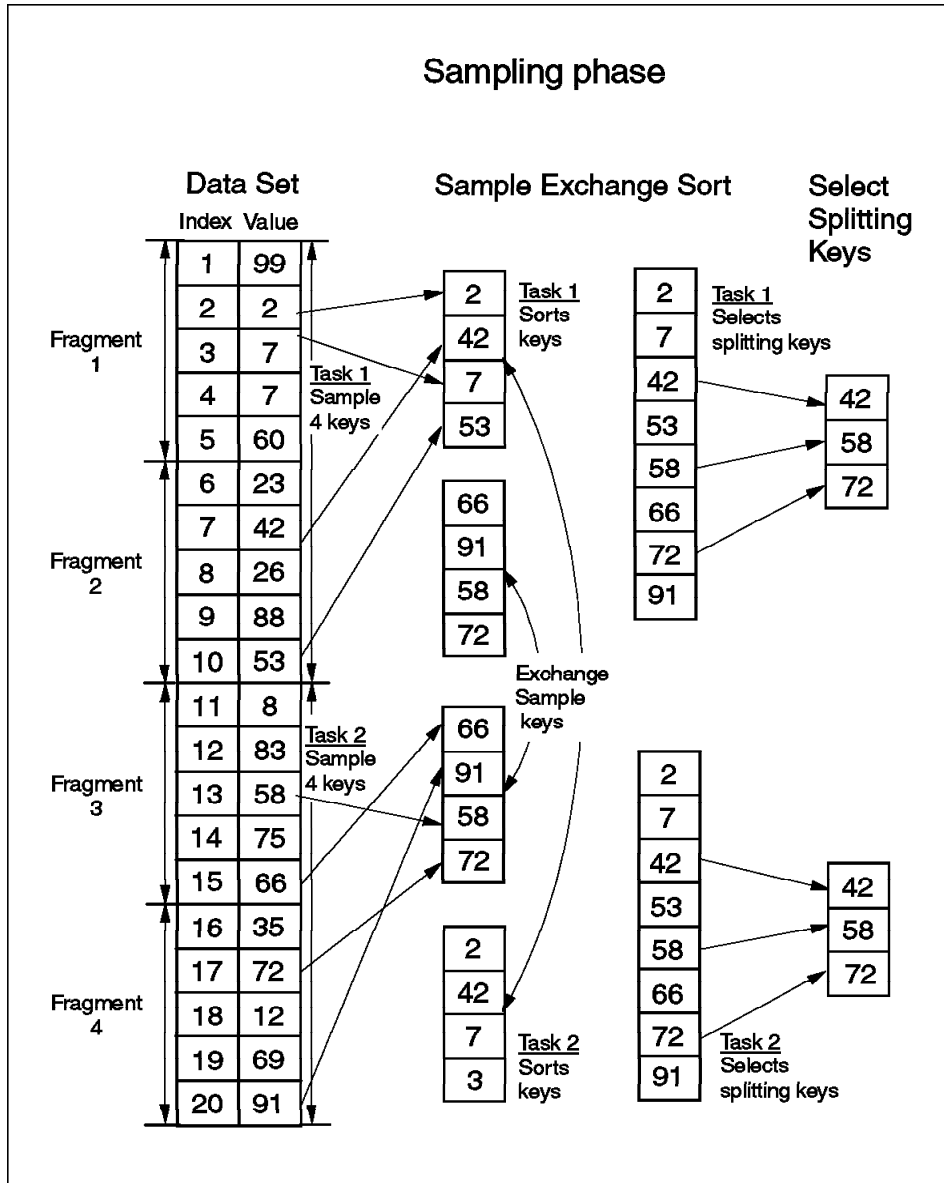 Sampling phase
Data Set
Index Value
1 99
2 2
3 7
4 7
5 60
6 23
7 42
8 26
9 88
10 53
11 8
12 83
13 58
14 75
15 66
16 35
17 72
18 12
19 69
20 91
Fragment
1
Fragment
2
Fragment
3
Fragment
4
Task 1
Sample
4 keys
Task 2
Sample
4 keys
Sample Exchange Sort
2
42
7
53
Task 1
Sorts
keys
66
91
58
72
Exchange
Sample
keys
66
91
58
72
2
42
7
3
Task 2
Sorts
keys
Select
Splitting
Keys
2
7
42
53
58
66
72
91
Task 1
Selects
splitting keys
42
58
72
2
7
42
53
58
66
72
91
Task 2
Selects
splitting keys
42
58
72